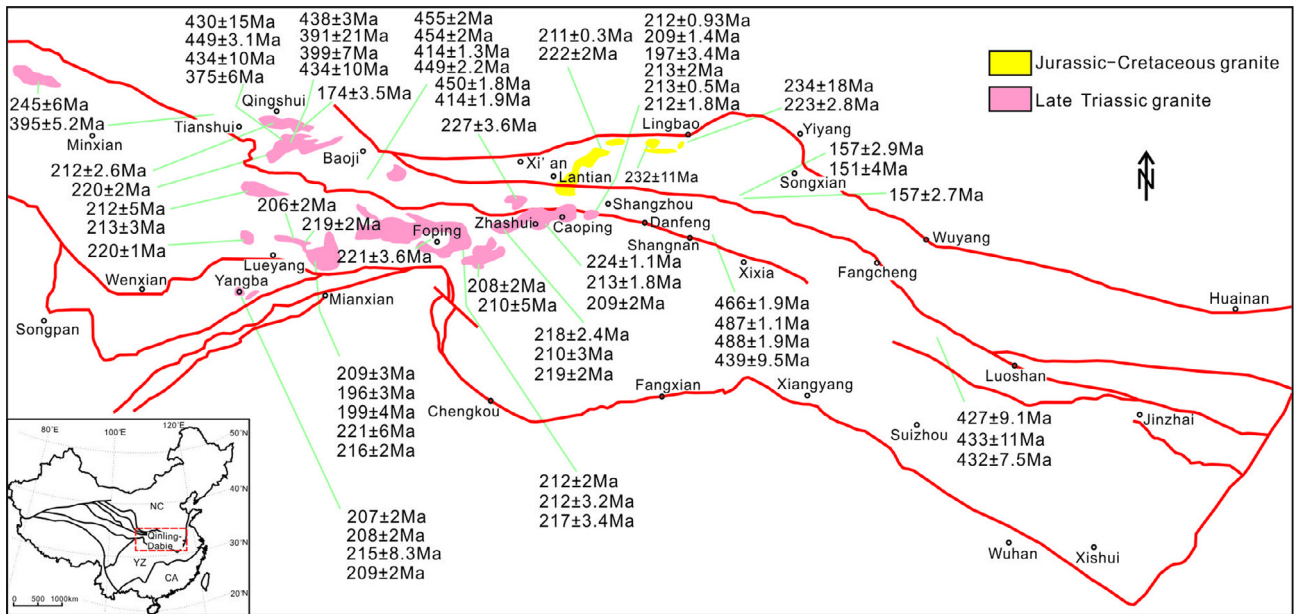 430±15Ma
449±3.1Ma
434±10Ma
375±6Ma
438±3Ma
391±21Ma
399±7Ma
434±10Ma
174±3.5Ma
455±2Ma
454±2Ma
414±1.3Ma
449±2.2Ma
450±1.8Ma
414±1.9Ma
227±3.6Ma
211±0.3Ma
222±2Ma
212±0.93Ma
209±1.4Ma
197±3.4Ma
213±2Ma
213±0.5Ma
212±1.8Ma
234±18Ma
223±2.8Ma
Jurassic-Cretaceous granite
Late Triassic granite
245±6Ma
395±5.2Ma
Minxian
Tianshui
Qingshui
Baoji
Xi' an
Lantian
Lingbao
Yiyang
Songxian
232±11Ma
157±2.9Ma
151±4Ma
157±2.7Ma
N
212±2.6Ma
220±2Ma
212±5Ma
213±3Ma
220±1Ma
206±2Ma
219±2Ma
221±3.6Ma
Foping
Zhashui
Caoping
Shangzhou
Danfeng
Shangnan
Xixia
Fangcheng
Wuyang
Huainan
Wenxian
Lueyang
Yangba
Mianxian
Songpan
208±2Ma
210±5Ma
224±1.1Ma
213±1.8Ma
209±2Ma
218±2.4Ma
210±3Ma
219±2Ma
466±1.9Ma
487±1.1Ma
488±1.9Ma
439±9.5Ma
209±3Ma
196±3Ma
199±4Ma
221±6Ma
216±2Ma
Chengkou
Fangxian
Xiangyang
Luoshan
Jinzhai
Suizhou
427±9.1Ma
433±11Ma
432±7.5Ma
212±2Ma
212±3.2Ma
217±3.4Ma
207±2Ma
208±2Ma
215±8.3Ma
209±2Ma
Wuhan
Xishui
80°E
100°E
120°E
50°N
40°N
30°N
20°N
NC
Qinling-
Dabie
YZ
CA
0 500 1000km